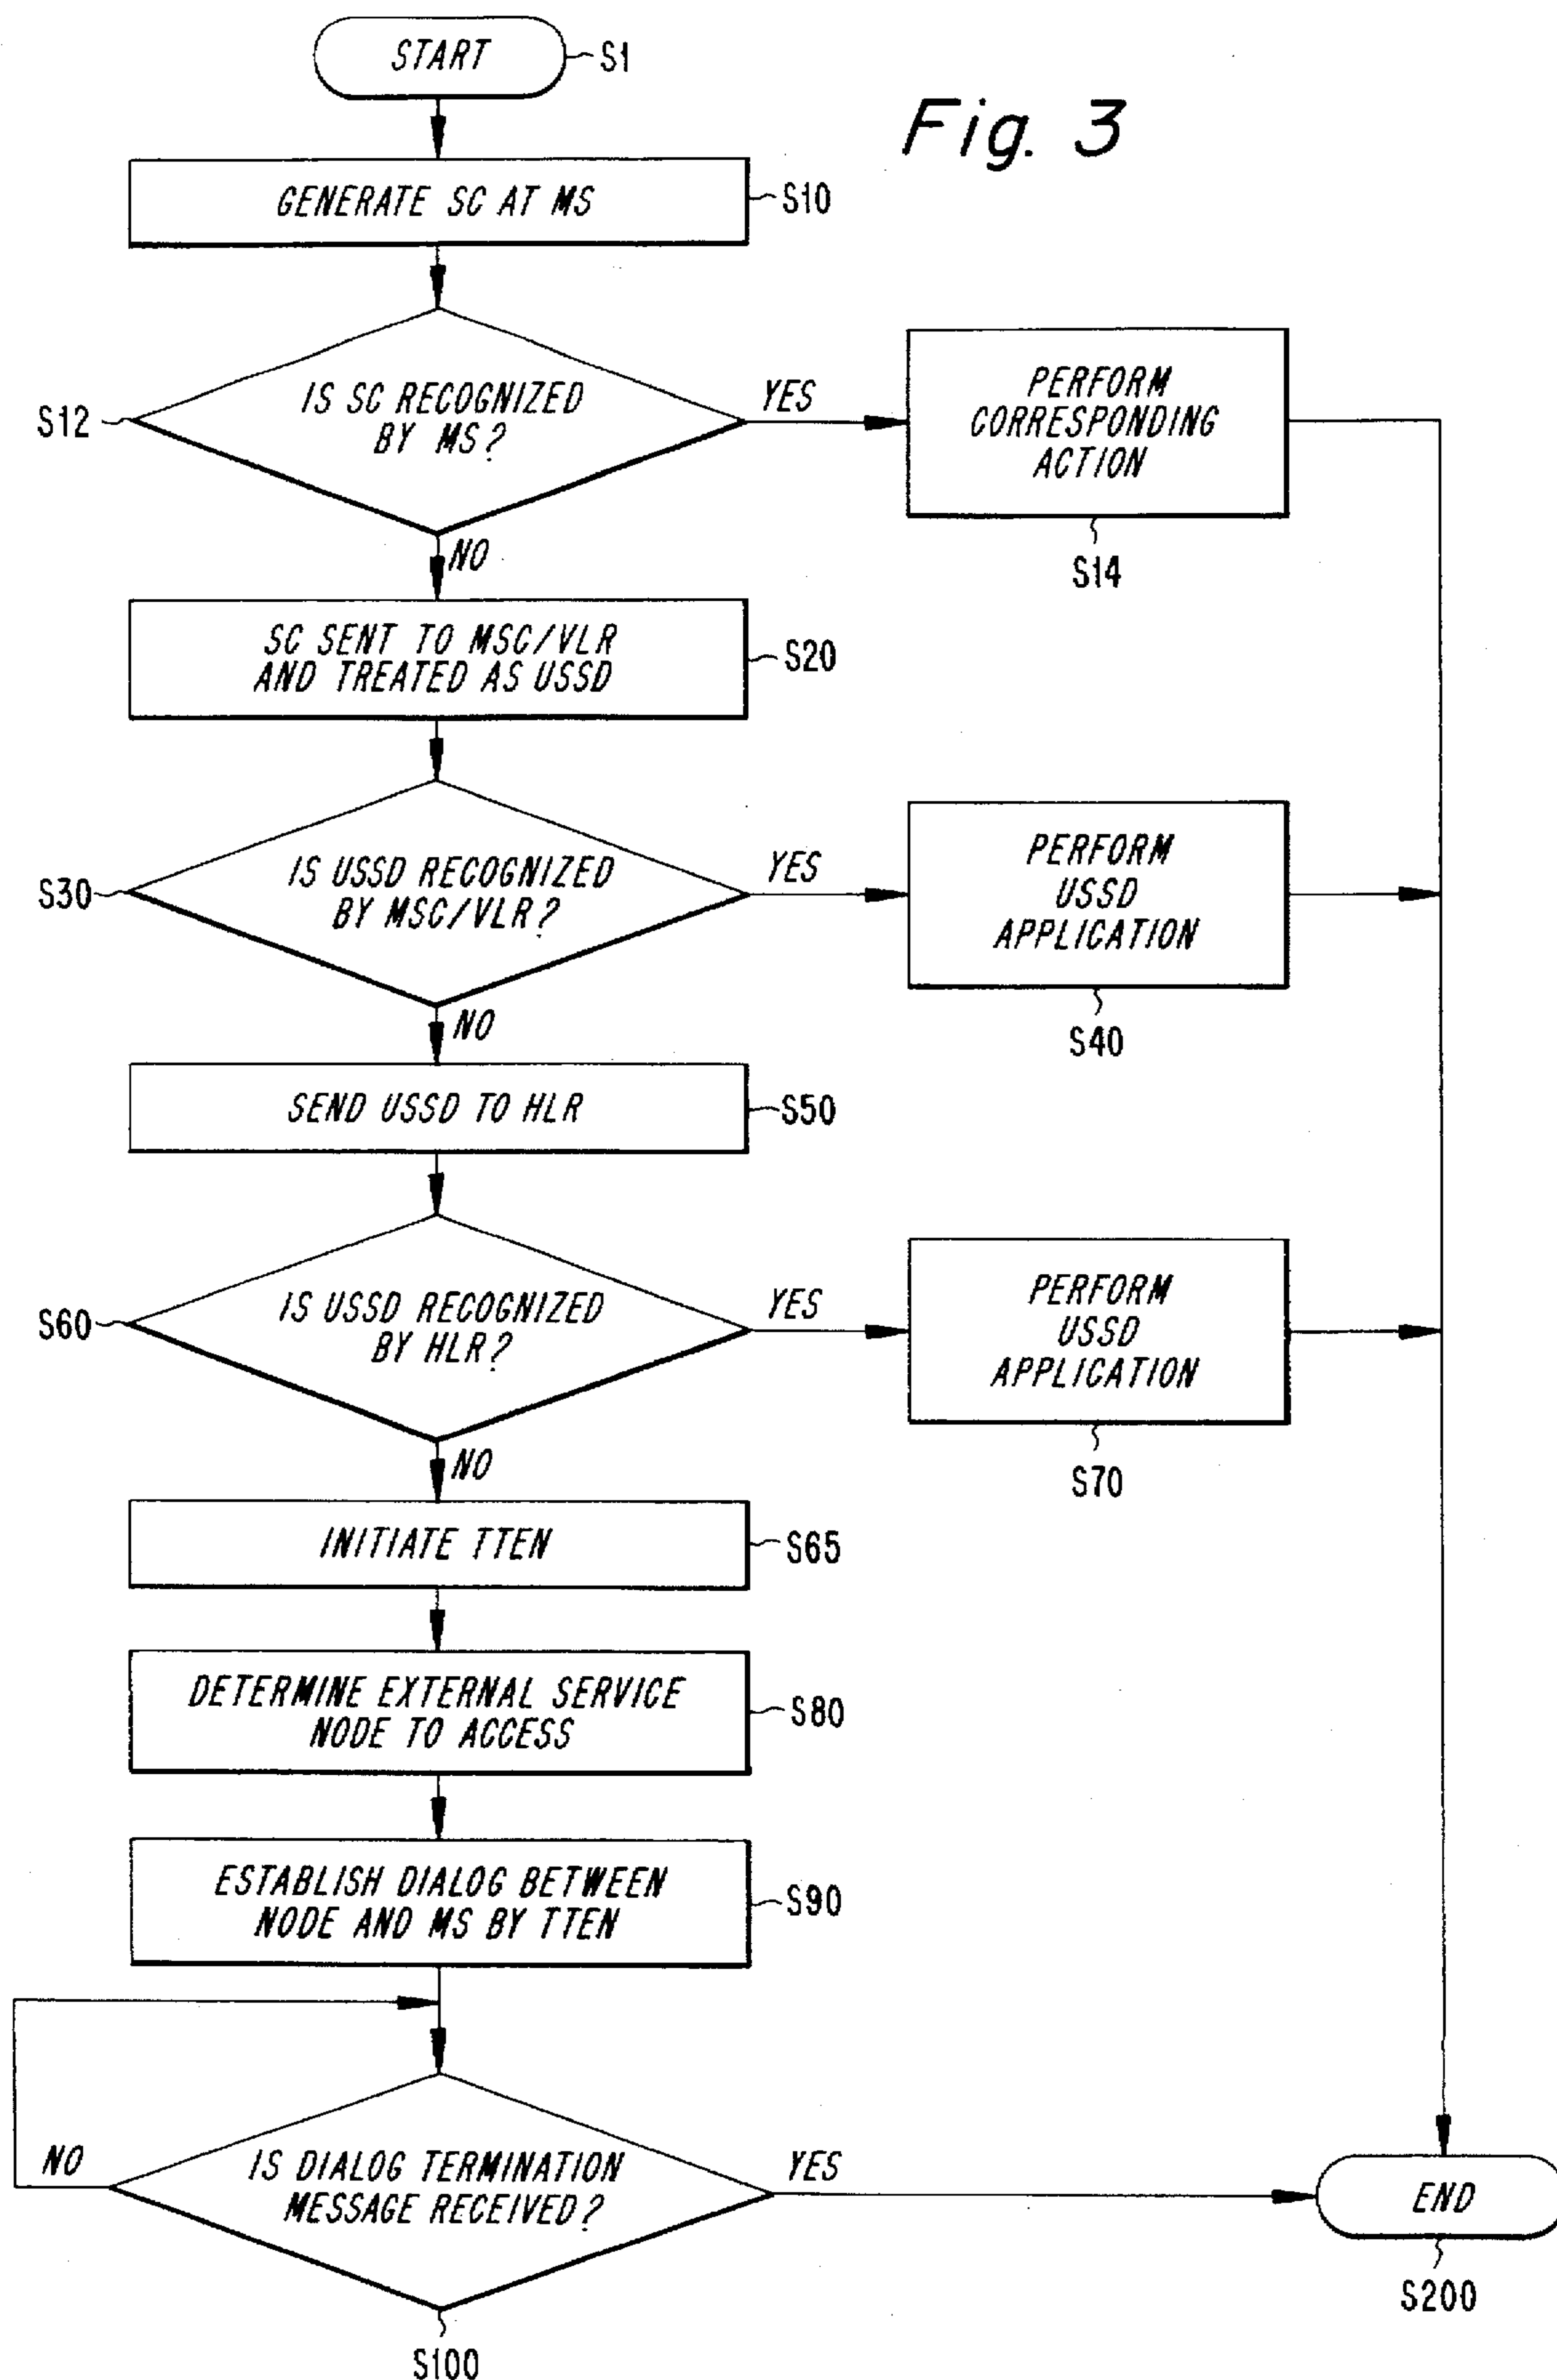 START
S1
Fig. 3
GENERATE SC AT MS
S10
IS SC RECOGNIZED
BY MS?
S12
YES
PERFORM
CORRESPONDING
ACTION
S14
NO
SC SENT TO MSC/VLR
AND TREATED AS USSD
S20
IS USSD RECOGNIZED
BY MSC/VLR?
S30
YES
PERFORM
USSD
APPLICATION
S40
NO
SEND USSD TO HLR
S50
IS USSD RECOGNIZED
BY HLR?
S60
YES
PERFORM
USSD
APPLICATION
S70
NO
INITIATE TTEN
S65
DETERMINE EXTERNAL SERVICE
NODE TO ACCESS
S80
ESTABLISH DIALOG BETWEEN
NODE AND MS BY TTEN
S90
NO
IS DIALOG TERMINATION
MESSAGE RECEIVED?
YES
END
S200
S100